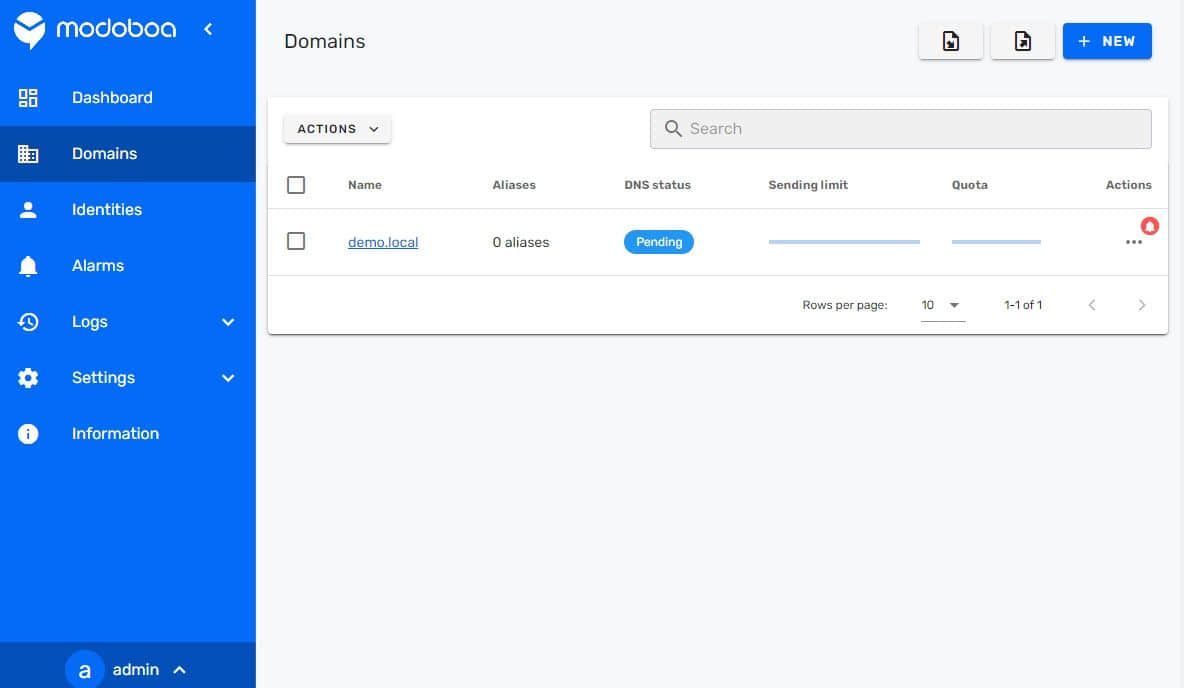 modoboa
Dashboard
Domains
Identities
Alarms
Logs
Settings
Information
a admin
Domains
+ NEW
ACTIONS
Search
Name Aliases DNS status Sending limit Quota Actions
demo.local 0 aliases Pending
Rows per page: 10 1-1 of 1